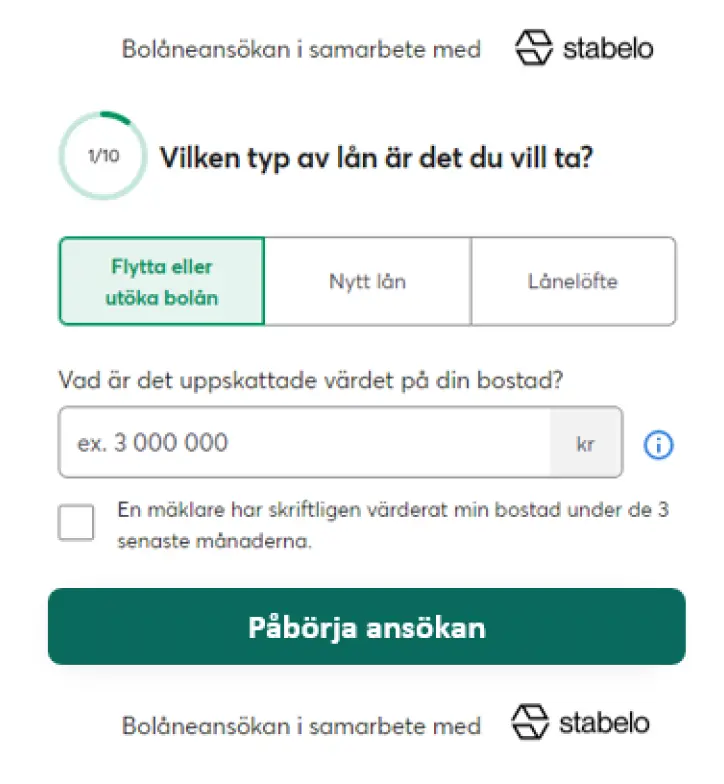 Bolåneansökan i samarbete med stabelo
1/10 Vilken typ av lån är det du vill ta?
Flytta eller
utöka bolån
Nytt lån
Lånelöfte
Vad är det uppskattade värdet på din bostad?
ex. 3 000 000 kr
En mäklare har skriftligen värderat min bostad under de 3
senaste månaderna.
Påbörja ansökan
Bolåneansökan i samarbete med stabelo